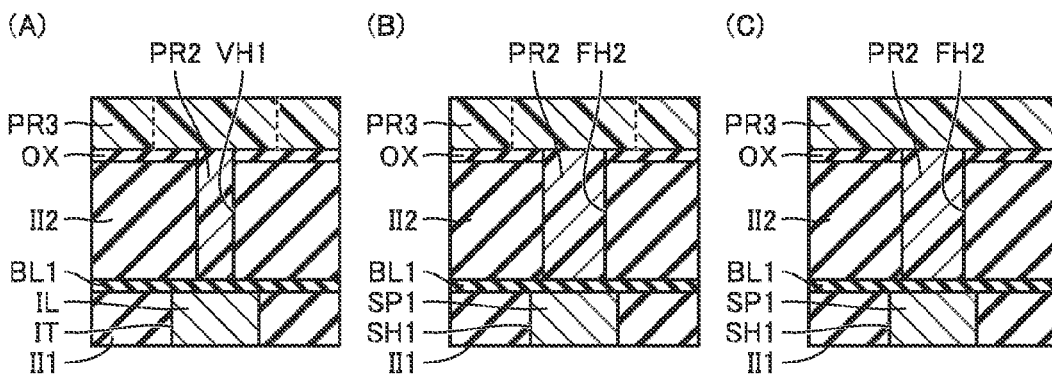 (A)
PR2 VH1
PR3
OX
II2
BL1
IL
IT
II1
(B)
PR2 FH2
PR3
OX
II2
BL1
SP1
SH1
II1
(C)
PR2 FH2
PR3
OX
II2
BL1
SP1
SH1
II1